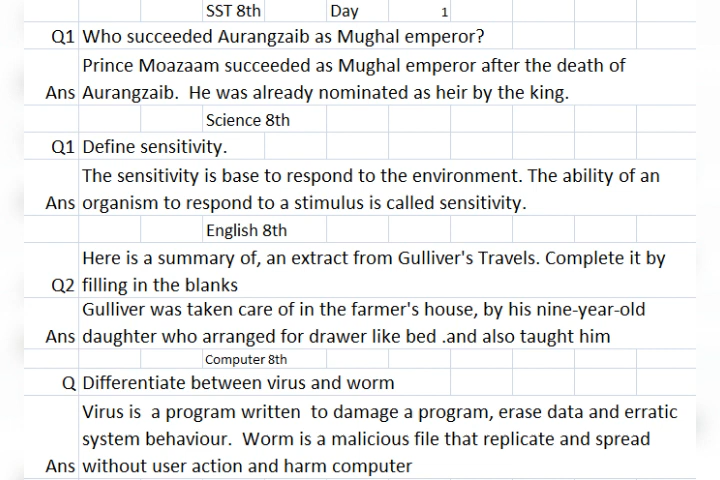 SST 8th Day 1
Q1 Who succeeded Aurangzaib as Mughal emperor?
Prince Moazaam succeeded as Mughal emperor after the death of
Ans Aurangzaib. He was already nominated as heir by the king.
Science 8th
Q1 Define sensitivity.
The sensitivity is base to respond to the environment. The ability of an
Ans organism to respond to a stimulus is called sensitivity.
English 8th
Here is a summary of, an extract from Gulliver's Travels. Complete it by
Q2 filling in the blanks
Gulliver was taken care of in the farmer's house, by his nine-year-old
Ans daughter who arranged for drawer like bed .and also taught him
Computer 8th
Q Differentiate between virus and worm
Virus is a program written to damage a program, erase data and erratic
system behaviour. Worm is a malicious file that replicate and spread
Ans without user action and harm computer